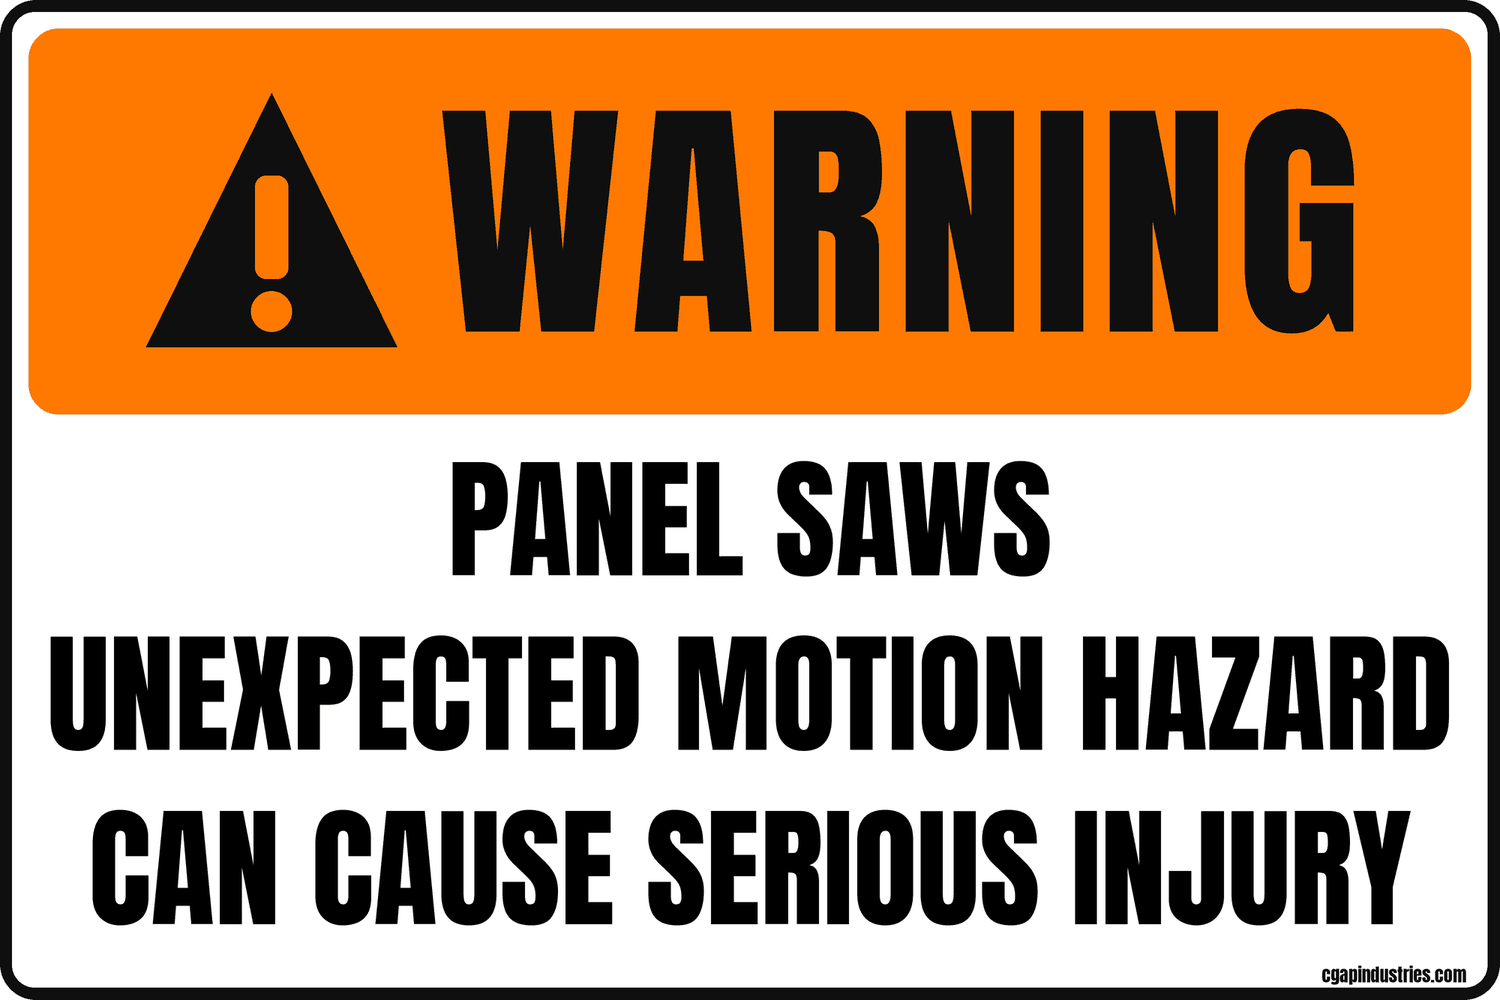 WARNING
PANEL SAWS
UNEXPECTED MOTION HAZARD
CAN CAUSE SERIOUS INJURY
cgapindustries.com